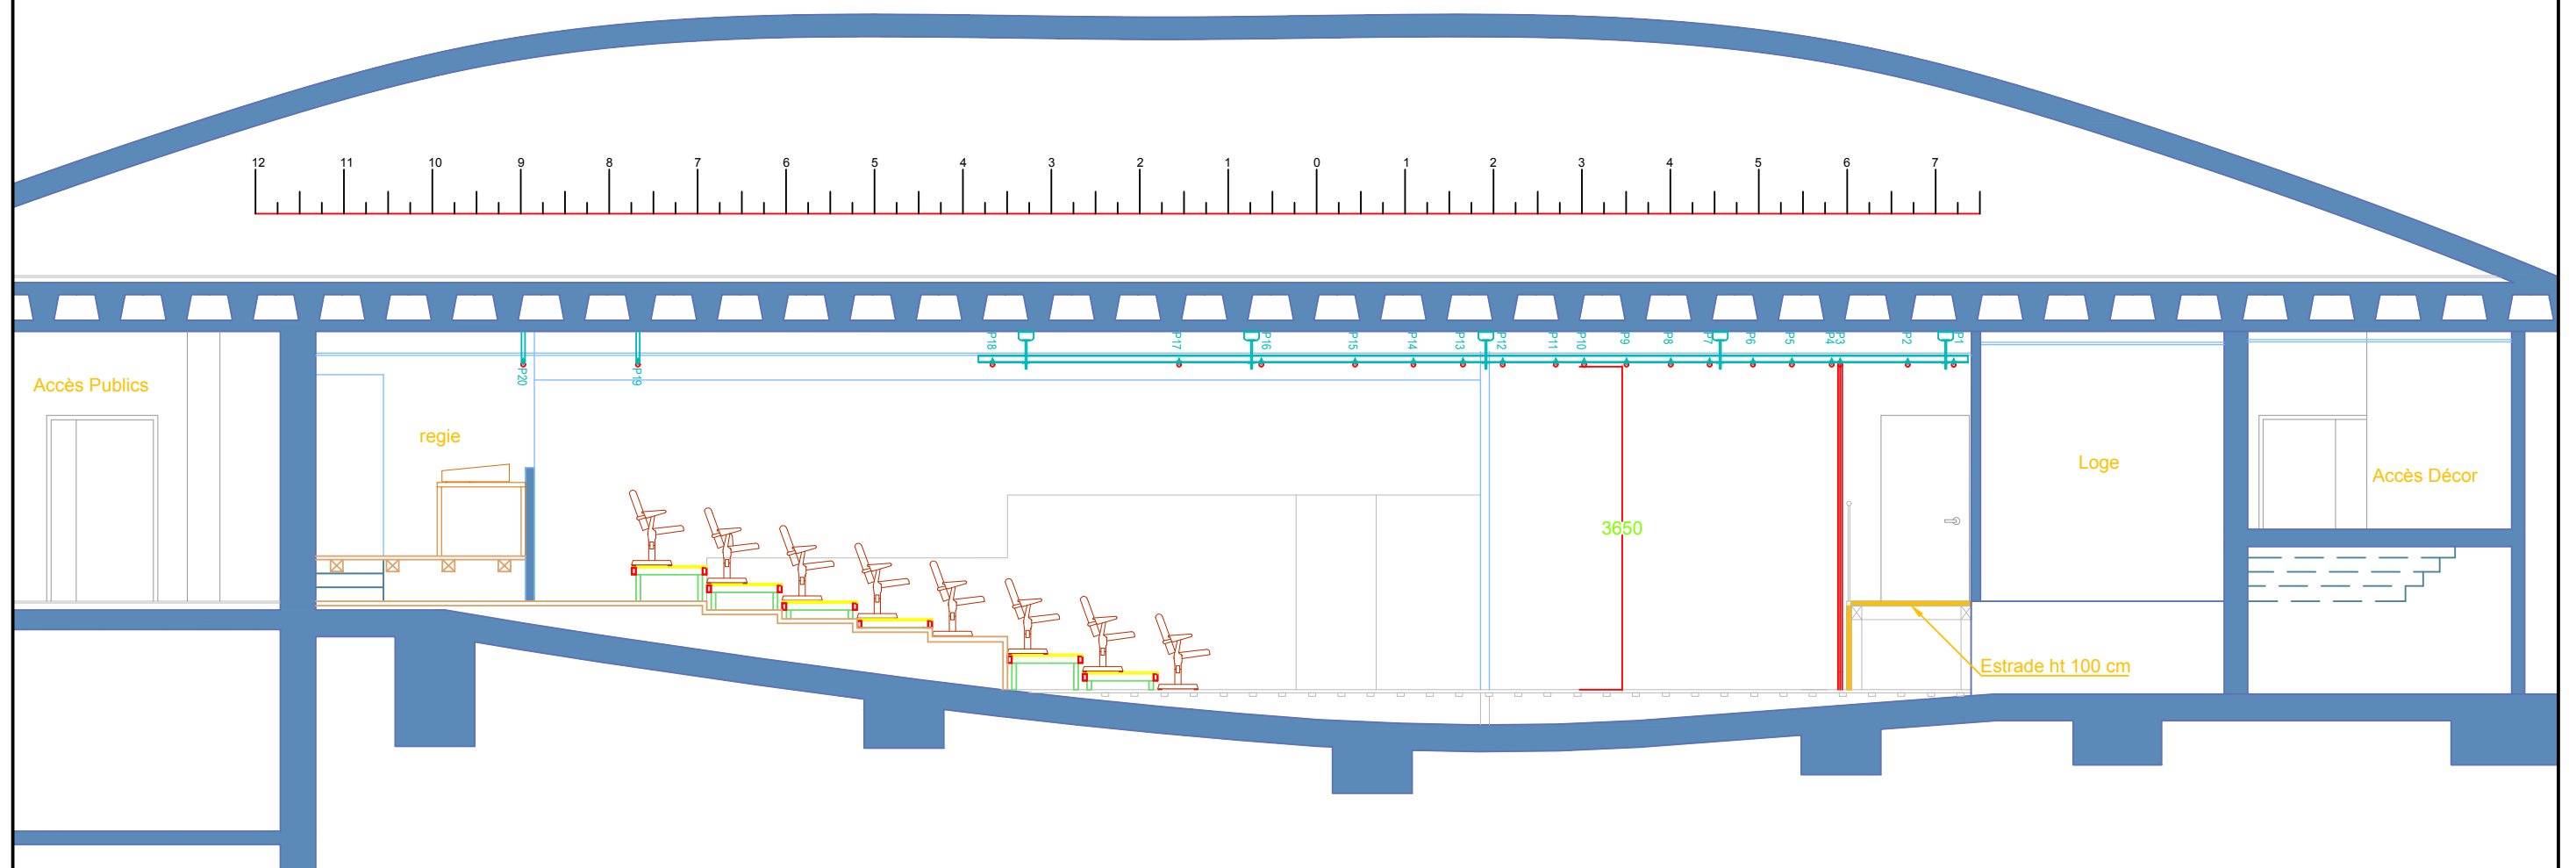 12 11 10 9 8 7 6 5 4 3 2 1 0 1 2 3 4 5 6 7
P20 P19 P18 P17 P16 P15 P14 P13 P12 P11 P10 P9 P8 P7 P6 P5 P4 P3 P2 P1
Accès Publics
regie
Loge
Accès Décor
3650
Estrade ht 100 cm